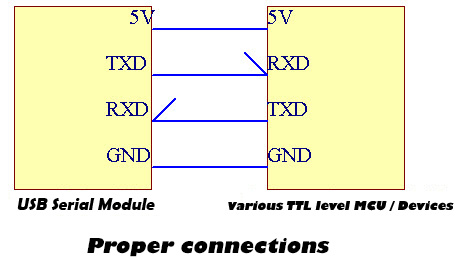 5V 5V
TXD RXD
RXD TXD
GND GND
USB Serial Module Various TTL level MCU / Devices
Proper connections